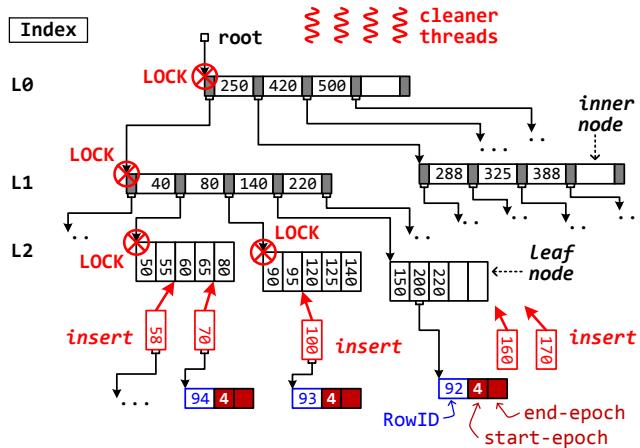 Index
root
cleaner
threads
LOCK
L0
250 420 500
inner
node
LOCK
L1
40 80 140 220
288 325 388
..
...
..
L2
LOCK
LOCK
50 55 60 65 80
90 95 120 125 140
150 200 220
leaf
node
insert
58
70
100
insert
160
170
insert
...
94 4
93 4
92 4
RowID
end-epoch
start-epoch